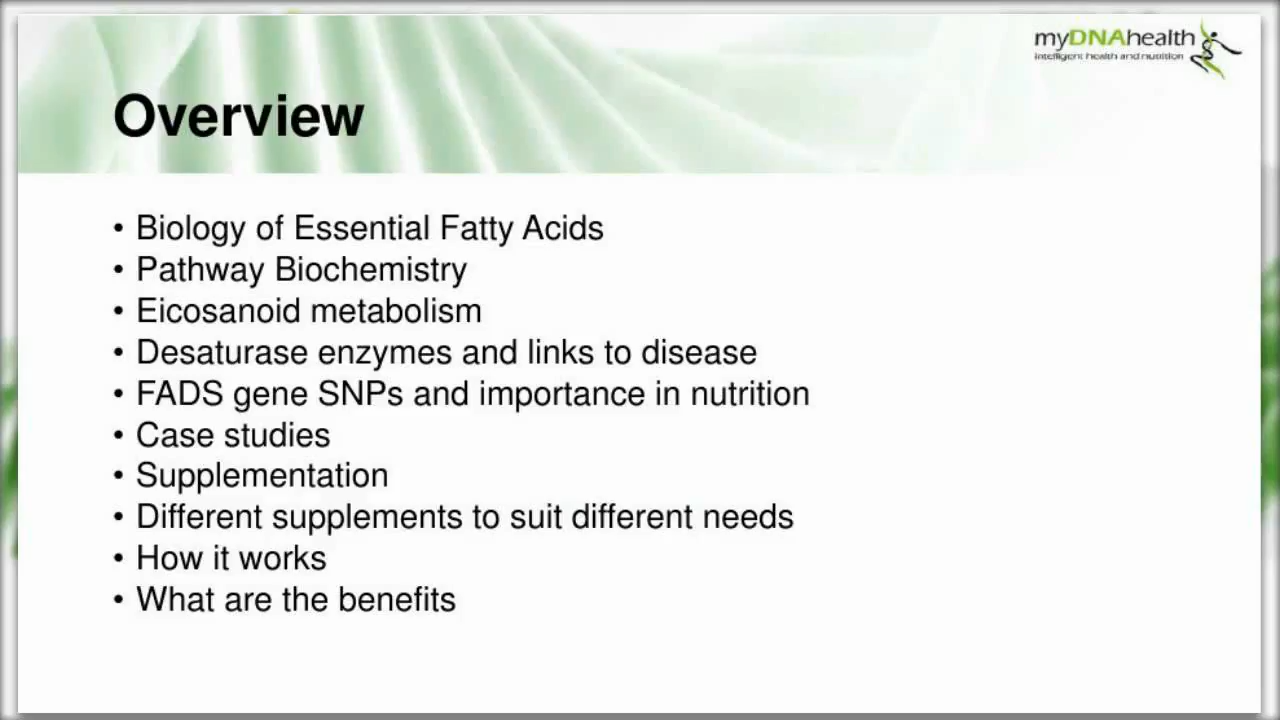 myDNAhealth
intelligent health and nutrition
Overview
• Biology of Essential Fatty Acids
• Pathway Biochemistry
• Eicosanoid metabolism
• Desaturase enzymes and links to disease
• FADS gene SNPs and importance in nutrition
• Case studies
• Supplementation
• Different supplements to suit different needs
• How it works
• What are the benefits